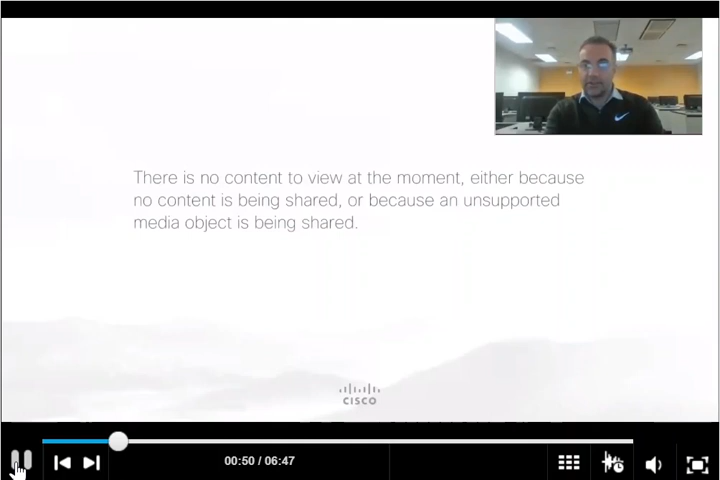 There is no content to view at the moment, either because
no content is being shared, or because an unsupported
media object is being shared.
CISCO
00:50 / 06:47